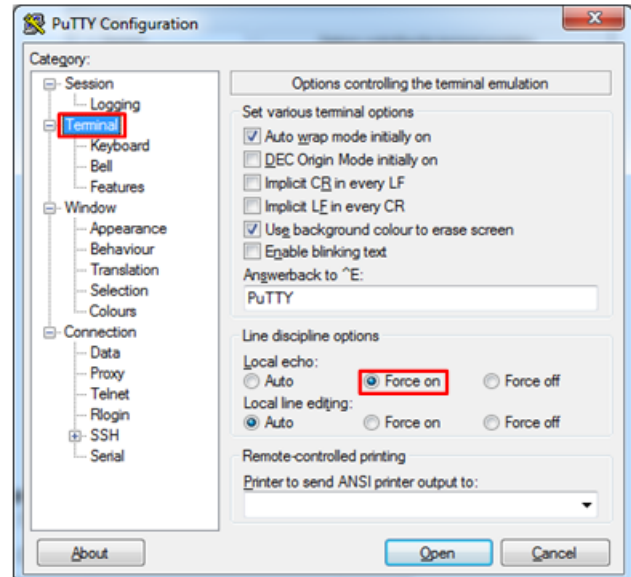 PuTTY Configuration
Category:
Session
Logging
Terminal
Keyboard
Bell
Features
Window
Appearance
Behaviour
Translation
Selection
Colours
Connection
Data
Proxy
Telnet
Rlogin
SSH
Serial
Options controlling the terminal emulation
Set various terminal options
Auto wrap mode initially on
DEC Origin Mode initially on
Implicit CR in every LF
Implicit LF in every CR
Use background colour to erase screen
Enable blinking text
Answerback to ^E:
PuTTY
Line discipline options
Local echo:
Auto Force on Force off
Local line editing:
Auto Force on Force off
Remote-controlled printing
Printer to send ANSI printer output to:
About Open Cancel